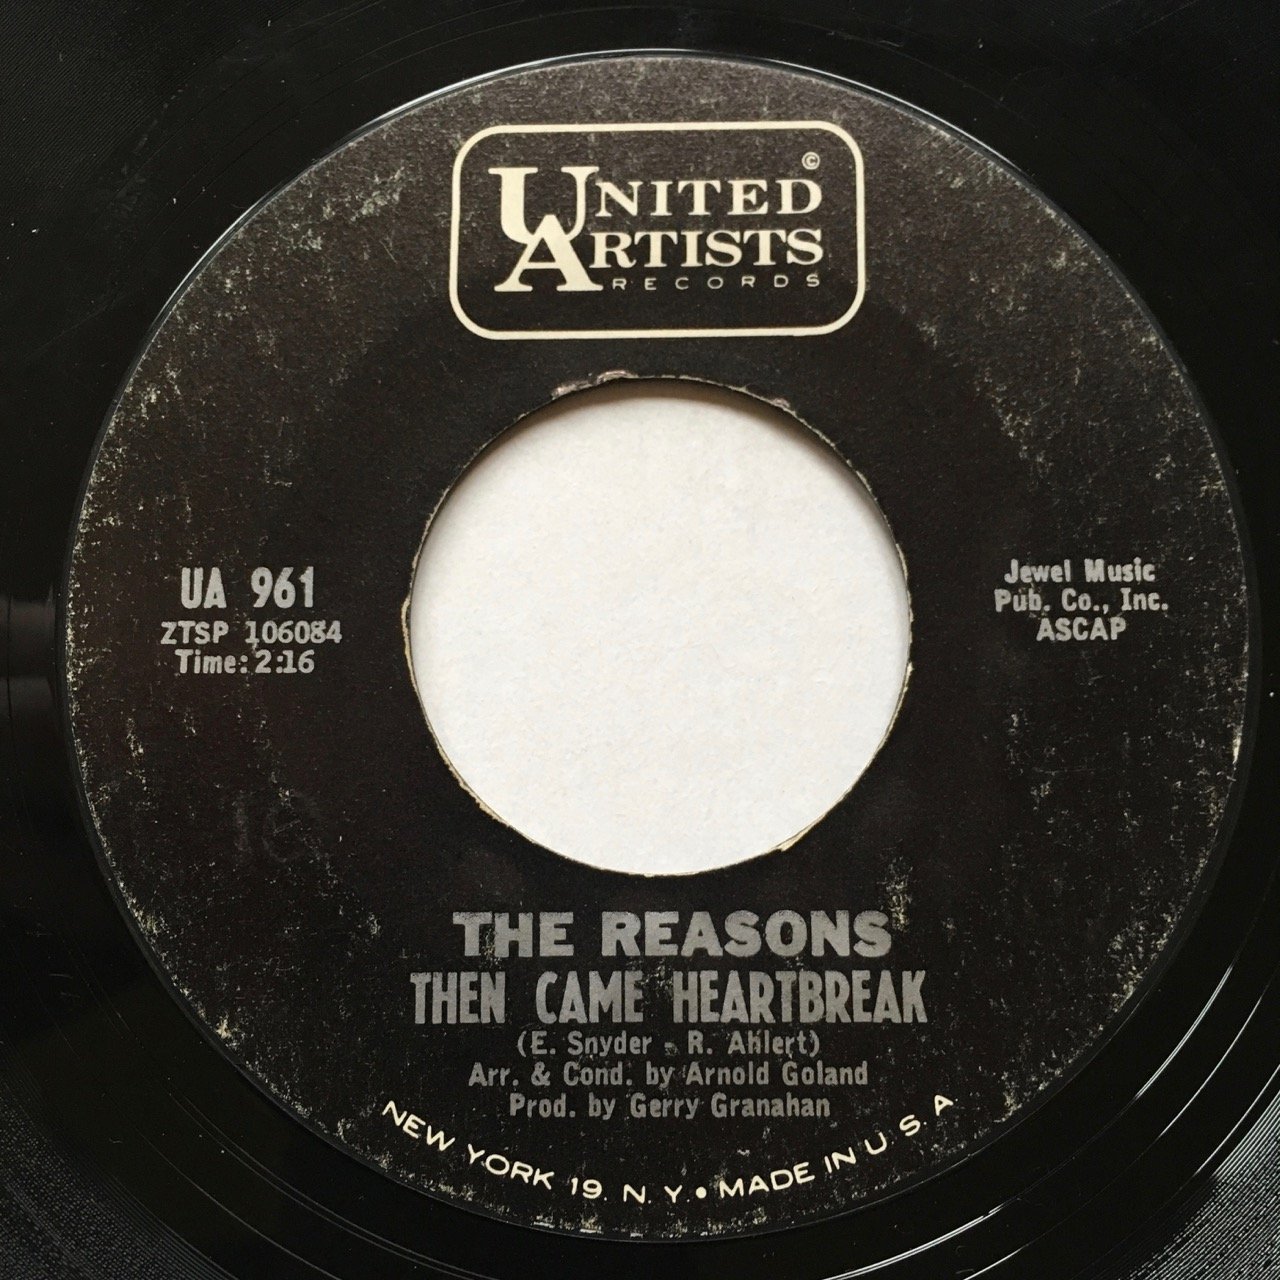 ©
UNITED
ARTISTS
RECORDS
UA 961
ZTSP 106084
Time: 2:16
Jewel Music
Pub. Co., Inc.
ASCAP
THE REASONS
THEN CAME HEARTBREAK
(E. Snyder - R. Ahlert)
Arr. & Cond. by Arnold Goland
Prod. by Gerry Granahan
NEW YORK 19. N. Y. • MADE IN U. S. A